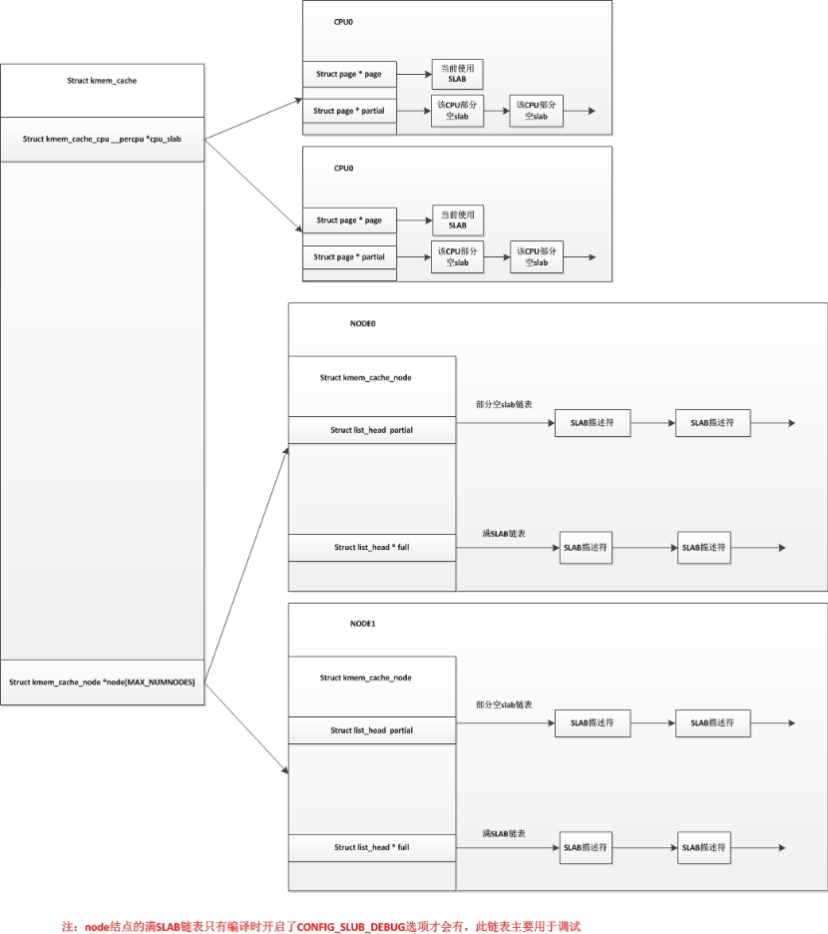 CPU0
Struct kmem_cache
Struct page * page
当前使用
SLAB
Struct page * partial
该CPU部分
空slab
该CPU部分
空slab
Struct kmem_cache_cpu __percpu *cpu_slab
CPU0
Struct page * page
当前使用
SLAB
Struct page * partial
该CPU部分
空slab
该CPU部分
空slab
NODE0
Struct kmem_cache_node
部分空slab链表
Struct list_head partial
SLAB描述符
SLAB描述符
满SLAB链表
Struct list_head * full
SLAB描述符
SLAB描述符
NODE1
Struct kmem_cache_node
Struct kmem_cache_node *node[MAX_NUMNODES]
部分空slab链表
Struct list_head partial
SLAB描述符
SLAB描述符
满SLAB链表
Struct list_head * full
SLAB描述符
SLAB描述符
注：node结点的满SLAB链表只有编译时开启了CONFIG_SLUB_DEBUG选项才会有，此链表主要用于调试